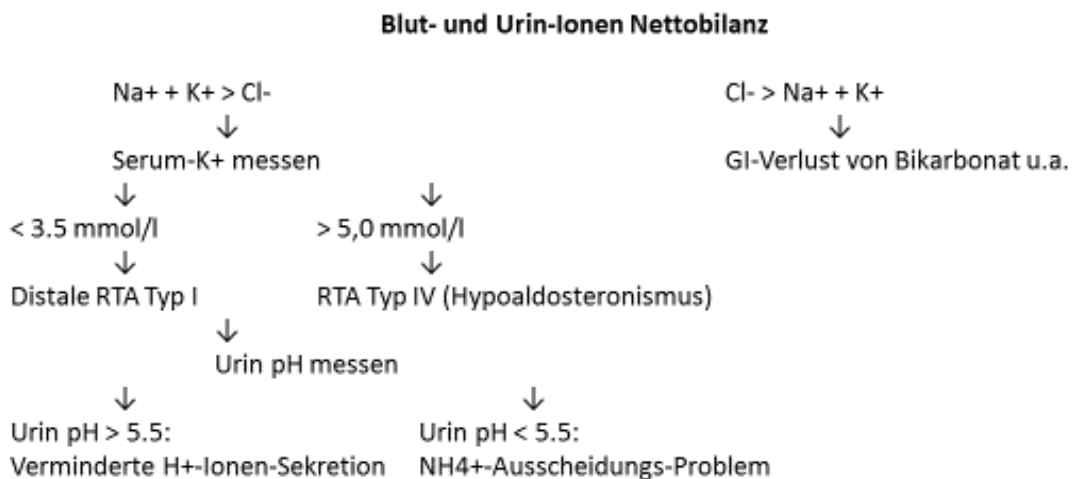 Blut- und Urin-Ionen Nettobilanz
Na+ + K+ > Cl-
Cl- > Na+ + K+
↓ ↓
Serum-K+ messen
GI-Verlust von Bikarbonat u.a.
↓ ↓
< 3.5 mmol/l
> 5,0 mmol/l
↓ ↓
Distale RTA Typ I
RTA Typ IV (Hypoaldosteronismus)
↓
Urin pH messen
↓ ↓
Urin pH > 5.5:
Verminderte H+-Ionen-Sekretion
Urin pH < 5.5:
NH4+-Ausscheidungs-Problem